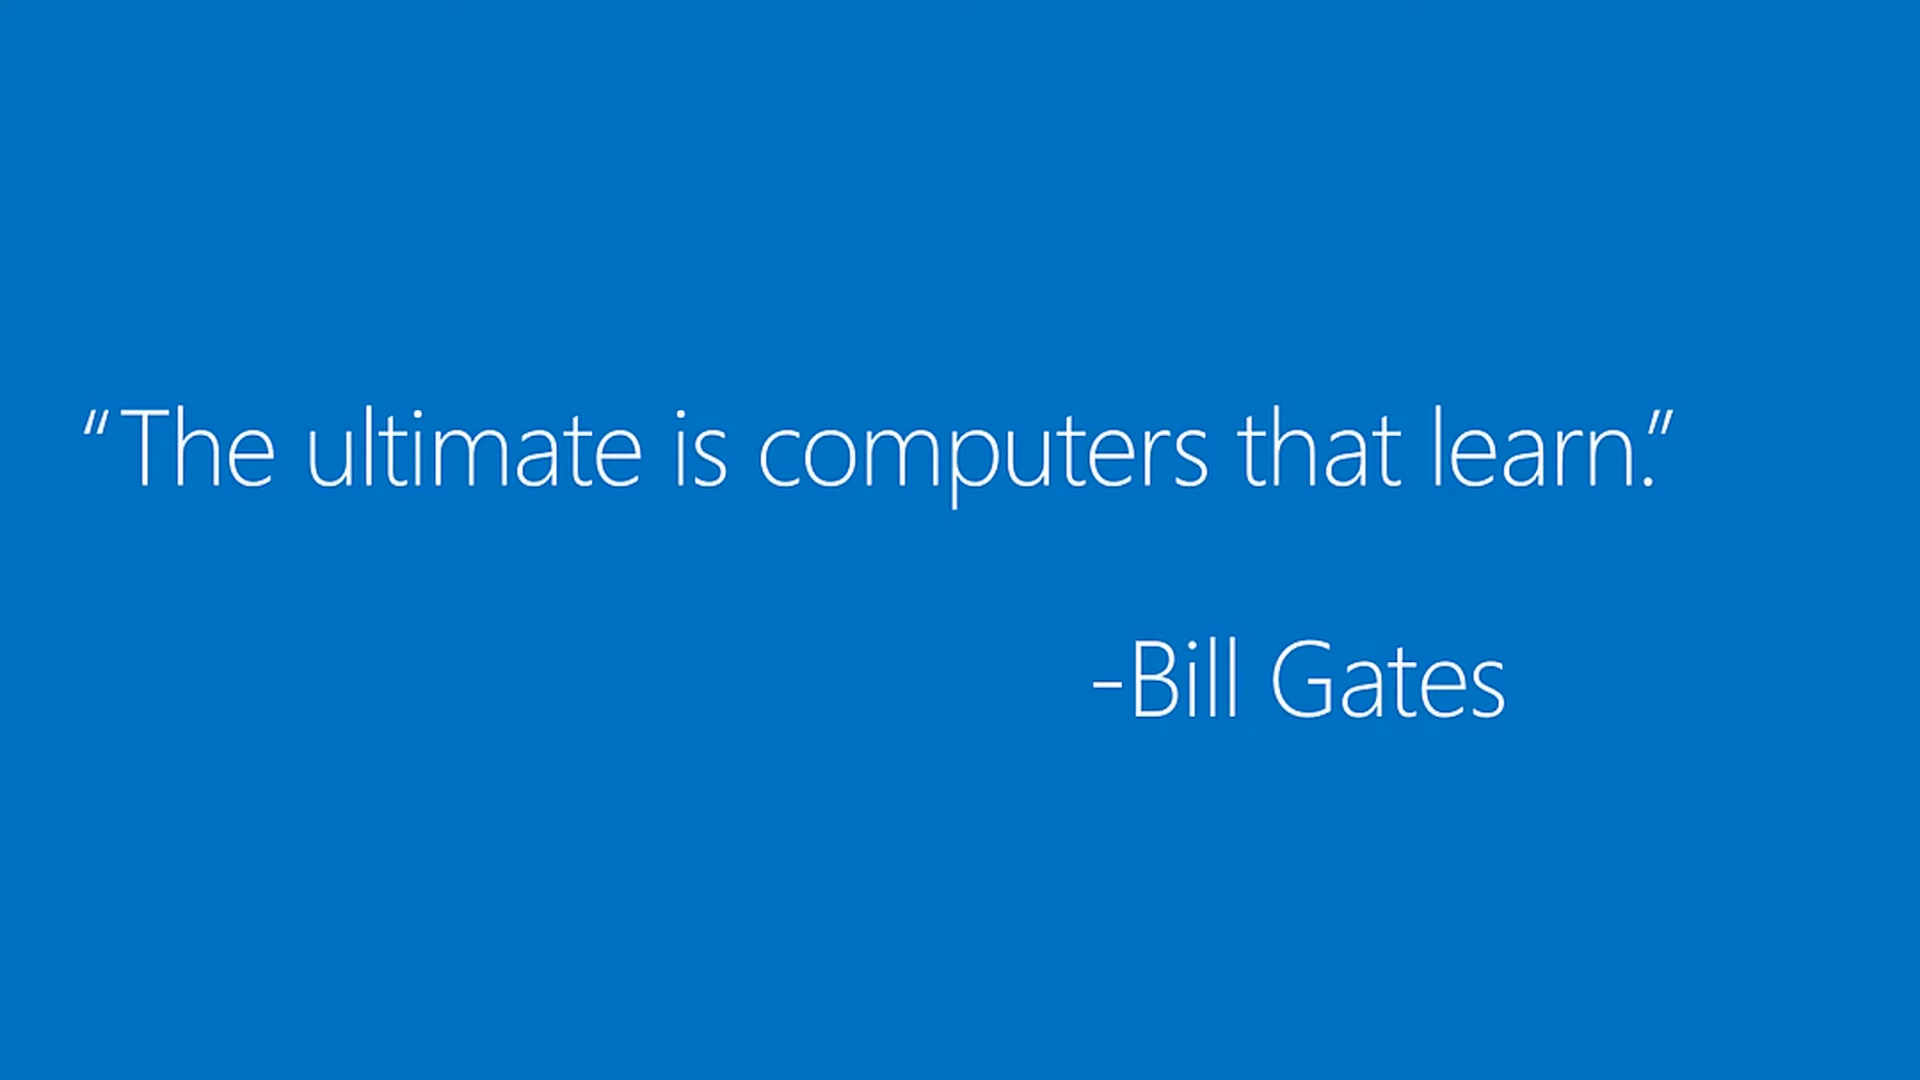 “The ultimate is computers that learn.”
-Bill Gates